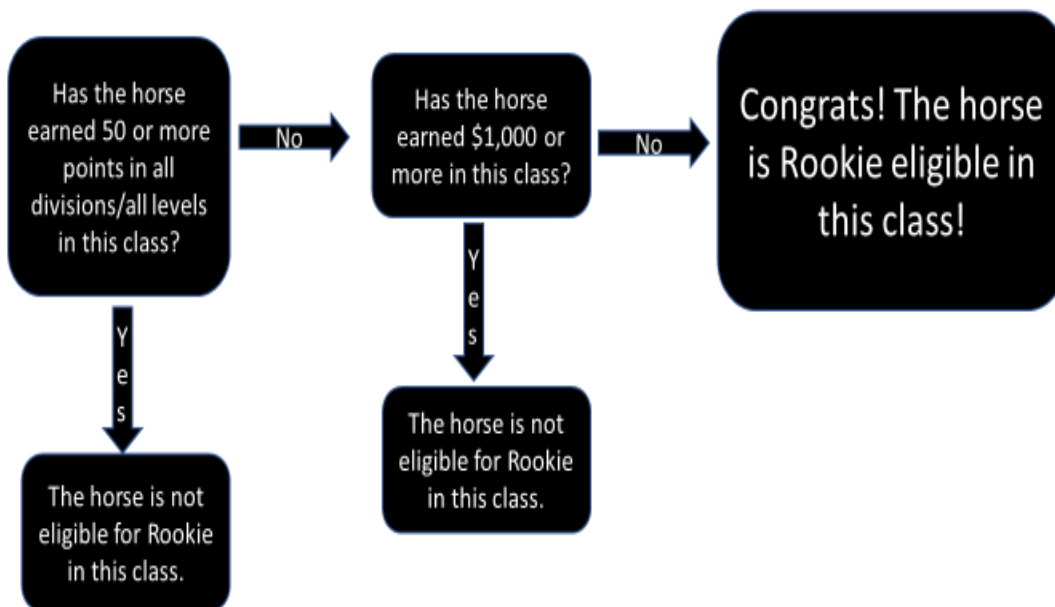 Has the horse
earned 50 or more
points in all
divisions/all levels
in this class?
No
Has the horse
earned $1,000 or
more in this class?
No
Congrats! The horse
is Rookie eligible in
this class!
Yes
The horse is not
eligible for Rookie
in this class.
Yes
The horse is not
eligible for Rookie
in this class.